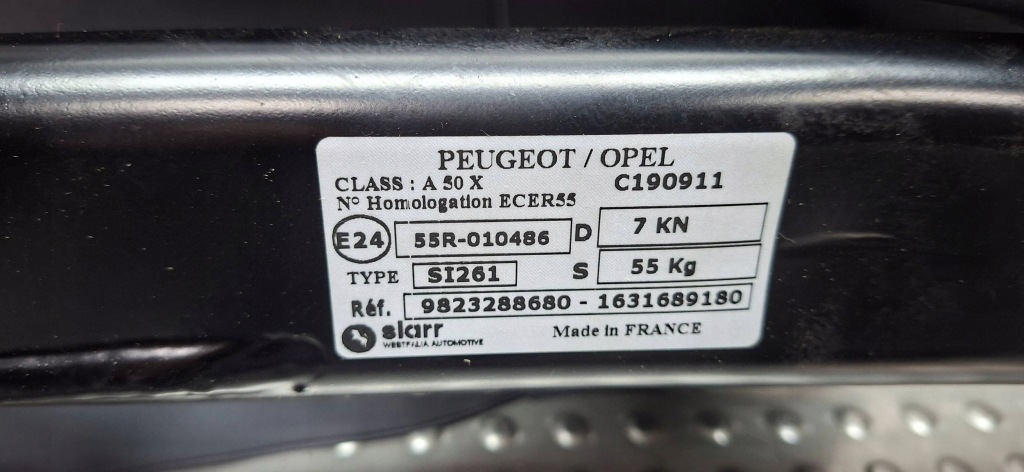 PEUGEOT / OPEL
CLASS : A 50 X C190911
N° Homologation ECER55
E24 55R-010486 D 7 KN
TYPE SI261 S 55 Kg
Réf. 9823288680 - 1631689180
siarr
WESTFALIA AUTOMOTIVE
Made in FRANCE